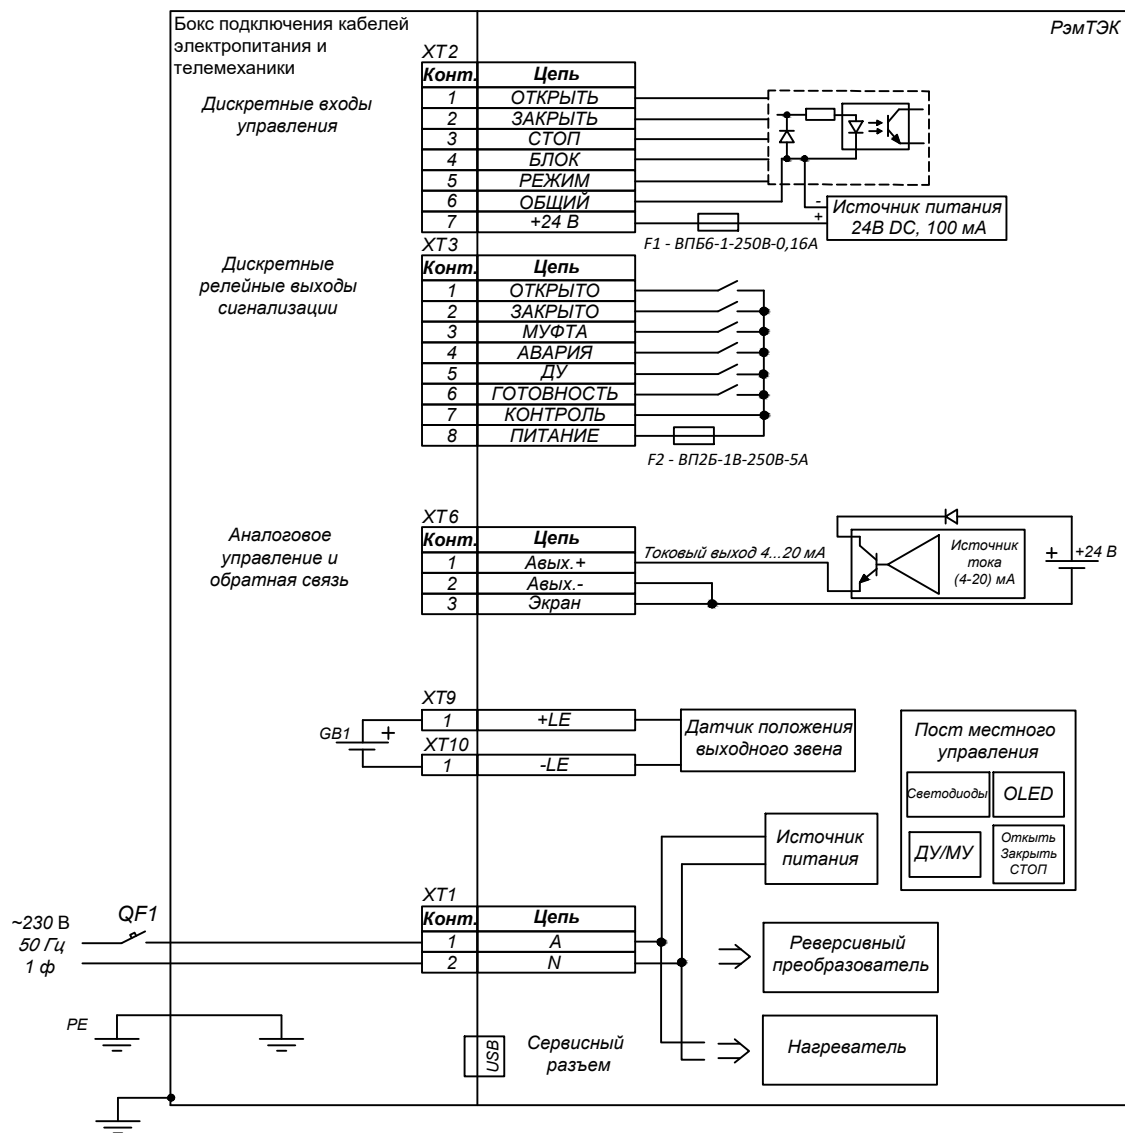 Бокс подключения кабелей
электропитания и
телемеханики
РэмТЭК
Дискретные входы
управления
XT2
Конт. Цепь
1 ОТКРЫТЬ
2 ЗАКРЫТЬ
3 СТОП
4 БЛОК
5 РЕЖИМ
6 ОБЩИЙ
7 +24 В
-
+
Источник питания
24В DC, 100 мА
F1 - ВПБ6-1-250В-0,16А
Дискретные
релейные выходы
сигнализации
XT3
Конт. Цепь
1 ОТКРЫТО
2 ЗАКРЫТО
3 МУФТА
4 АВАРИЯ
5 ДУ
6 ГОТОВНОСТЬ
7 КОНТРОЛЬ
8 ПИТАНИЕ
F2 - ВП2Б-1В-250В-5А
Аналоговое
управление и
обратная связь
XT6
Конт. Цепь
1 Авых.+
2 Авых.-
3 Экран
Токовый выход 4...20 мА
Источник
тока
(4-20) мА
+
+24 В
GB1
+
XT9
1 +LE
XT10
1 -LE
Датчик положения
выходного звена
Пост местного
управления
Светодиоды
OLED
ДУ/МУ
Откыть
Закрыть
СТОП
Источник
питания
~230 В
50 Гц
1 ф
QF1
XT1
Конт. Цепь
1 A
2 N
Реверсивный
преобразователь
PE
USB
Сервисный
разъем
Нагреватель